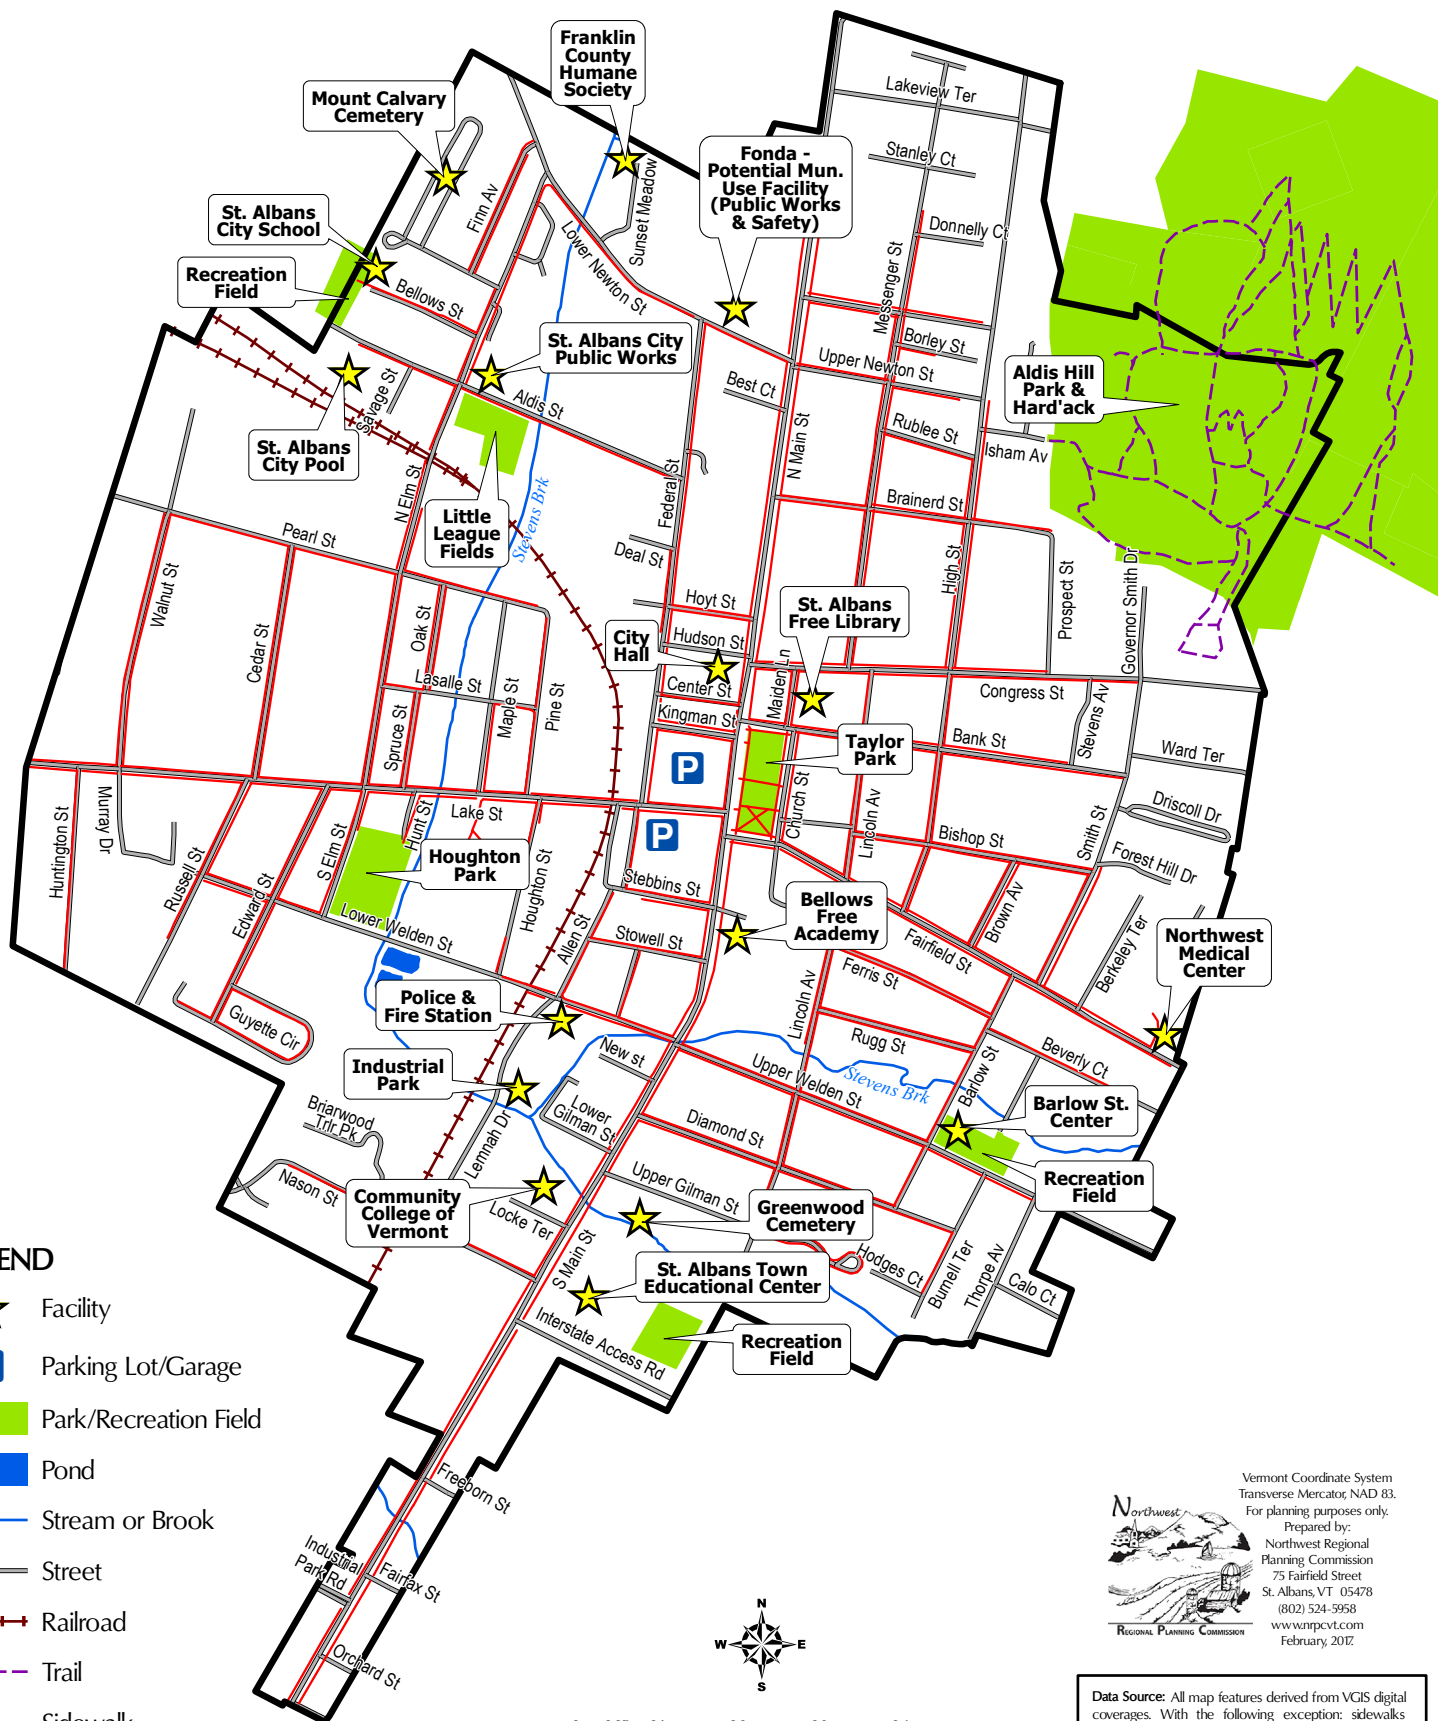 Franklin
County
Humane
Society
Mount Calvary
Cemetery
Fonda -
Potential Mun.
Use Facility
(Public Works
& Safety)
St. Albans
City School
Recreation
Field
St. Albans City
Public Works
St. Albans
City Pool
Little
League
Fields
Aldis Hill
Park &
Hard'ack
City
Hall
St. Albans
Free Library
Taylor
Park
Houghton
Park
Bellows
Free
Academy
Northwest
Medical
Center
Police &
Fire Station
Industrial
Park
Barlow St.
Center
Recreation
Field
Community
College of
Vermont
Greenwood
Cemetery
St. Albans Town
Educational Center
Recreation
Field
Lakeview Ter
Stanley Ct
Donnelly Ct
Messenger St
Borley St
Upper Newton St
Best Ct
Rublee St
Isham Av
N Main St
Brainerd St
High St
Prospect St
Governor Smith Dr
Finn Av
Sunset Meadow
Lower Newton St
Bellows St
Savage St
Aldis St
N Elm St
Federal St
Stevens Brk
Deal St
Hoyt St
Hudson St
Center St
Kingman St
Maiden Ln
Congress St
Stevens Av
Bank St
Ward Ter
Pearl St
Walnut St
Cedar St
Oak St
Lasalle St
Spruce St
Maple St
Pine St
P
P
Church St
Lincoln Av
Bishop St
Smith St
Driscoll Dr
Forest Hill Dr
Huntington St
Murray Dr
Russell St
Edward St
S Elm St
Hunt St
Lake St
Houghton St
Stebbins St
Lower Welden St
Allen St
Stowell St
Guyette Cir
Fairfield St
Brown Av
Berkeley Ter
Ferris St
Lincoln Av
Rugg St
Stevens Brk
Barlow St
Beverly Ct
Upper Welden St
New st
Lower
Gilman St
Diamond St
Briarwood
Trlr Pk
Nason St
Lemnah Dr
Locke Ter
Upper Gilman St
S Main St
Hodges Ct
Burnell Ter
Thorpe Av
Calo Ct
Interstate Access Rd
Freeborn St
Industrial
Park Rd
Fairfax St
Orchard St
END
Facility
Parking Lot/Garage
Park/Recreation Field
Pond
Stream or Brook
Street
Railroad
Trail
Sidewalk
N
W E
S
Northwest
REGIONAL PLANNING COMMISSION
Vermont Coordinate System
Transverse Mercator, NAD 83.
For planning purposes only.
Prepared by:
Northwest Regional
Planning Commission
75 Fairfield Street
St. Albans, VT 05478
(802) 524-5958
www.nrpcvt.com
February, 2017.
Data Source: All map features derived from VGIS digital
coverages. With the following exception: sidewalks